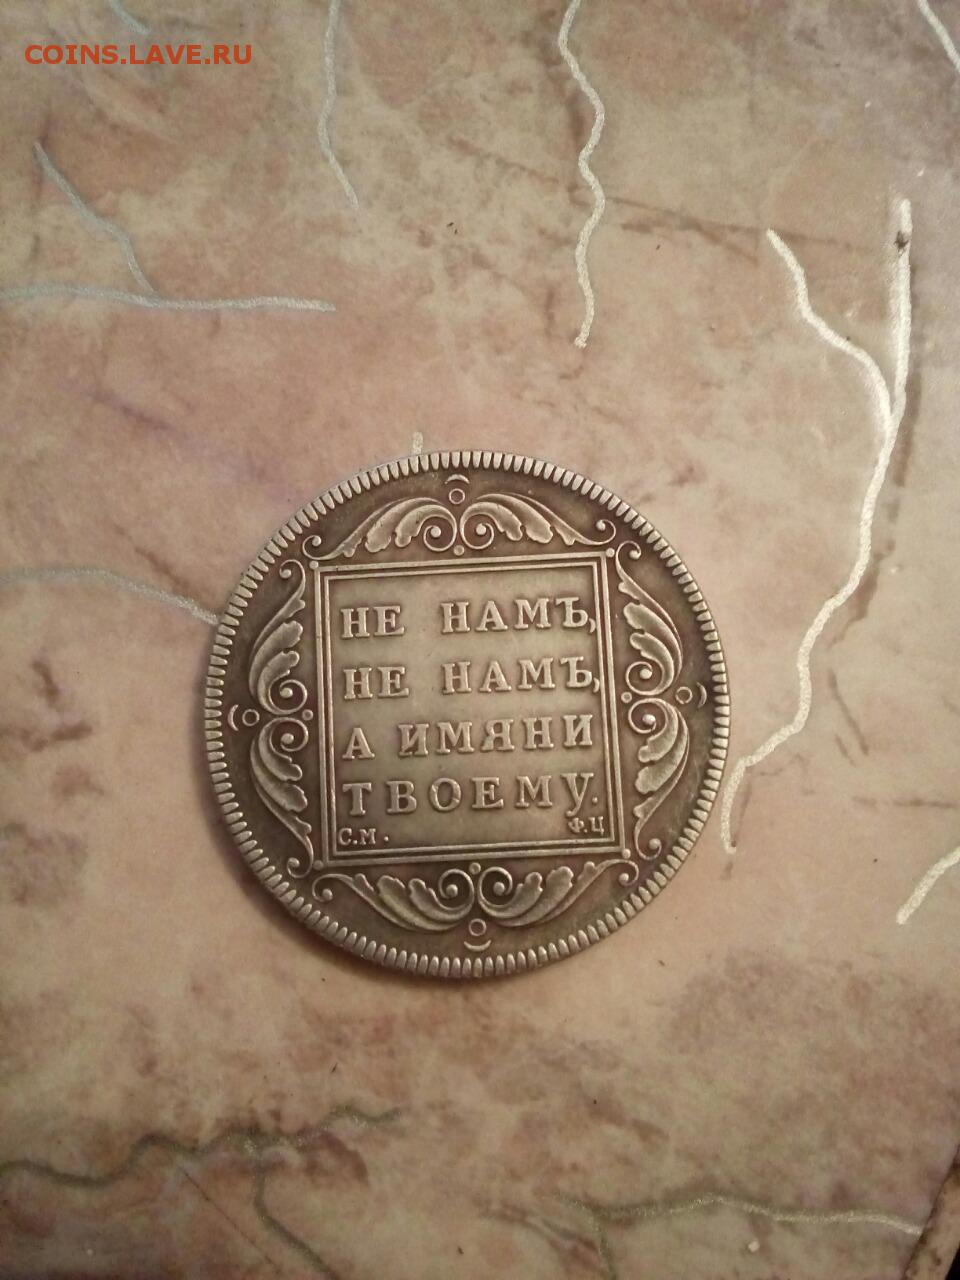 COINS.LAVE.RU
НЕ НАМЪ,
НЕ НАМЪ,
А ИМЯНИ
ТВОЕМУ.
С.М. Ф.Ц